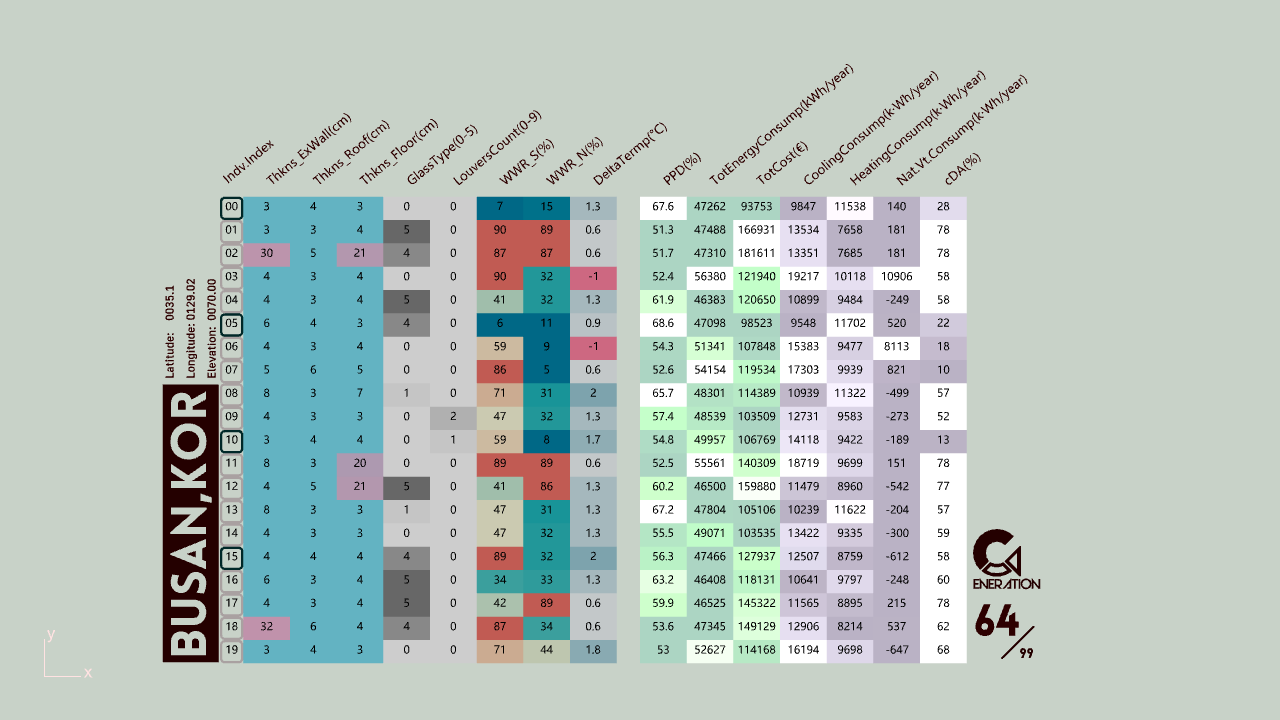 Indv.Index Thkns_ExWall(cm) Thkns_Roof(cm) Thkns_Floor(cm) GlassType(0-5) LouversCount(0-9) WWR_S(%) WWR_N(%) DeltaTermp(°C) PPD(%) TotEnergyConsump(kWh/year) TotCost(€) CoolingConsump(k·Wh/year) HeatingConsump(k·Wh/year) Nat.Vt.Consump(k·Wh/year) cDA(%)
00 3 4 3 0 0 7 15 1.3 67.6 47262 93753 9847 11538 140 28
01 3 3 4 5 0 90 89 0.6 51.3 47488 166931 13534 7658 181 78
02 30 5 21 4 0 87 87 0.6 51.7 47310 181611 13351 7685 181 78
03 4 3 4 0 0 90 32 -1 52.4 56380 121940 19217 10118 10906 58
04 4 3 4 5 0 41 32 1.3 61.9 46383 120650 10899 9484 -249 58
05 6 4 3 4 0 6 11 0.9 68.6 47098 98523 9548 11702 520 22
06 4 3 4 0 0 59 9 -1 54.3 51341 107848 15383 9477 8113 18
07 5 6 5 0 0 86 5 0.6 52.6 54154 119534 17303 9939 821 10
08 8 3 7 1 0 71 31 2 65.7 48301 114389 10939 11322 -499 57
09 4 3 3 0 2 47 32 1.3 57.4 48539 103509 12731 9583 -273 52
10 3 4 4 0 1 59 8 1.7 54.8 49957 106769 14118 9422 -189 13
11 8 3 20 0 0 89 89 0.6 52.5 55561 140309 18719 9699 151 78
12 4 5 21 5 0 41 86 1.3 60.2 46500 159880 11479 8960 -542 77
13 8 3 3 1 0 47 31 1.3 67.2 47804 105106 10239 11622 -204 57
14 4 3 3 0 0 47 32 1.3 55.5 49071 103535 13422 9335 -300 59
15 4 4 4 4 0 89 32 2 56.3 47466 127937 12507 8759 -612 58
16 6 3 4 5 0 34 33 1.3 63.2 46408 118131 10641 9797 -248 60
17 4 3 4 5 0 42 89 0.6 59.9 46525 145322 11565 8895 215 78
18 32 6 4 4 0 87 34 0.6 53.6 47345 149129 12906 8214 537 62
19 3 4 3 0 0 71 44 1.8 53 52627 114168 16194 9698 -647 68
Latitude: 0035.1
Longitude: 0129.02
Elevation: 0070.00
BUSAN,KOR
ENERATION
64/99
y
x